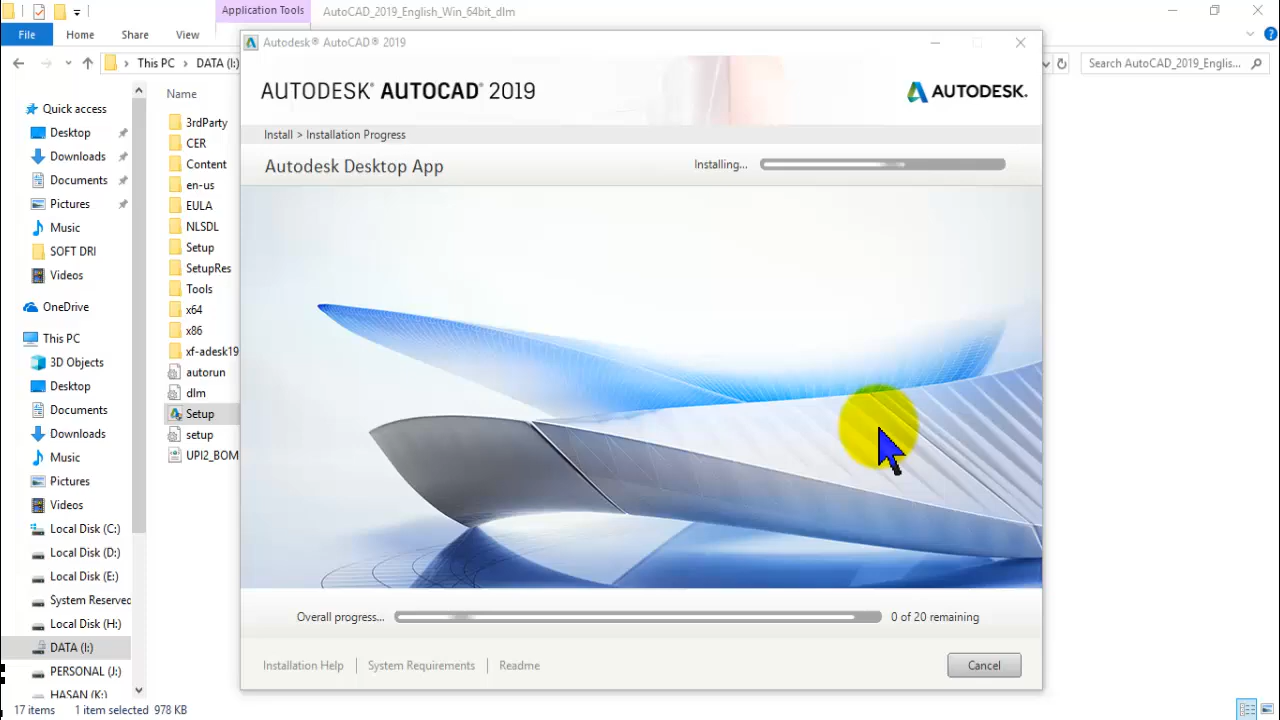 Application Tools
AutoCAD_2019_English_Win_64bit_dlm
File
Home
Share
View
This PC
DATA (I:)
Search AutoCAD_2019_Englis...
Quick access
Desktop
Downloads
Documents
Pictures
Music
SOFT DRI
Videos
OneDrive
This PC
3D Objects
Desktop
Documents
Downloads
Music
Pictures
Videos
Local Disk (C:)
Local Disk (D:)
Local Disk (E:)
System Reserved
Local Disk (H:)
DATA (I:)
PERSONAL (J:)
HASAN (K:)
Name
3rdParty
CER
Content
en-us
EULA
NLSDL
Setup
SetupRes
Tools
x64
x86
xf-adesk19
autorun
dlm
Setup
setup
UPI2_BOM
Autodesk® AutoCAD® 2019
AUTODESK® AUTOCAD® 2019
AUTODESK.
Install > Installation Progress
Autodesk Desktop App
Installing...
Overall progress...
0 of 20 remaining
Installation Help
System Requirements
Readme
Cancel
17 items
1 item selected 978 KB